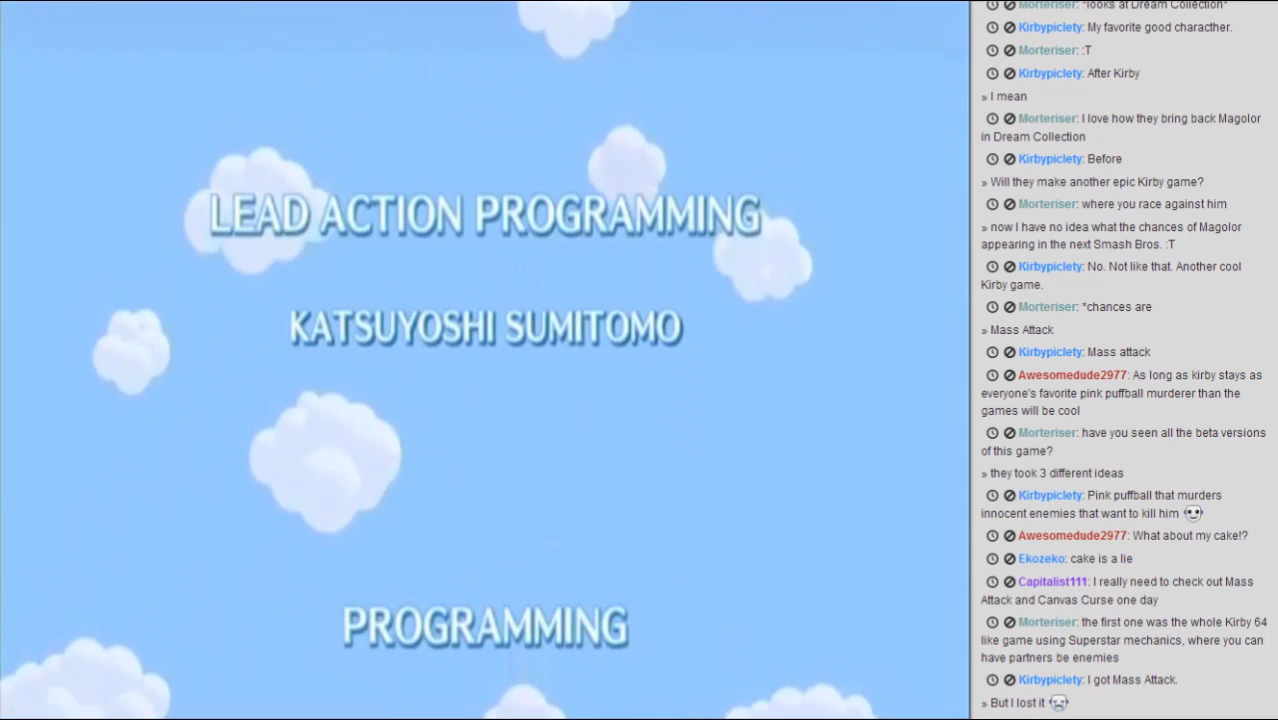 LEAD ACTION PROGRAMMING
KATSUYOSHI SUMITOMO
PROGRAMMING
Morteriser: *looks at Dream Collection*
Kirbypiclety: My favorite good characther.
Morteriser: :T
Kirbypiclety: After Kirby
» I mean
Morteriser: I love how they bring back Magolor
in Dream Collection
Kirbypiclety: Before
» Will they make another epic Kirby game?
Morteriser: where you race against him
» now I have no idea what the chances of Magolor
appearing in the next Smash Bros. :T
Kirbypiclety: No. Not like that. Another cool
Kirby game.
Morteriser: *chances are
» Mass Attack
Kirbypiclety: Mass attack
Awesomedude2977: As long as kirby stays as
everyone's favorite pink puffball murderer than the
games will be cool
Morteriser: have you seen all the beta versions
of this game?
» they took 3 different ideas
Kirbypiclety: Pink puffball that murders
innocent enemies that want to kill him
Awesomedude2977: What about my cake!?
Ekozeko: cake is a lie
Capitalist111: I really need to check out Mass
Attack and Canvas Curse one day
Morteriser: the first one was the whole Kirby 64
like game using Superstar mechanics, where you can
have partners be enemies
Kirbypiclety: I got Mass Attack.
» But I lost it